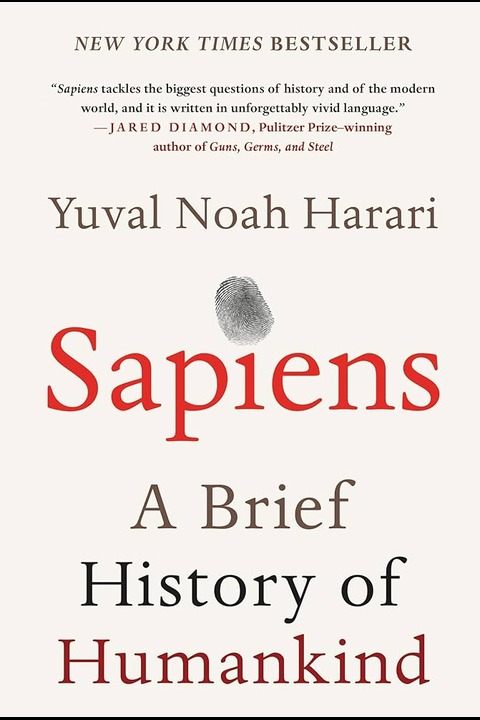 NEW YORK TIMES BESTSELLER
“Sapiens tackles the biggest questions of history and of the modern
world, and it is written in unforgettably vivid language.”
—JARED DIAMOND, Pulitzer Prize–winning
author of Guns, Germs, and Steel
Yuval Noah Harari
Sapiens
A Brief
History of
Humankind